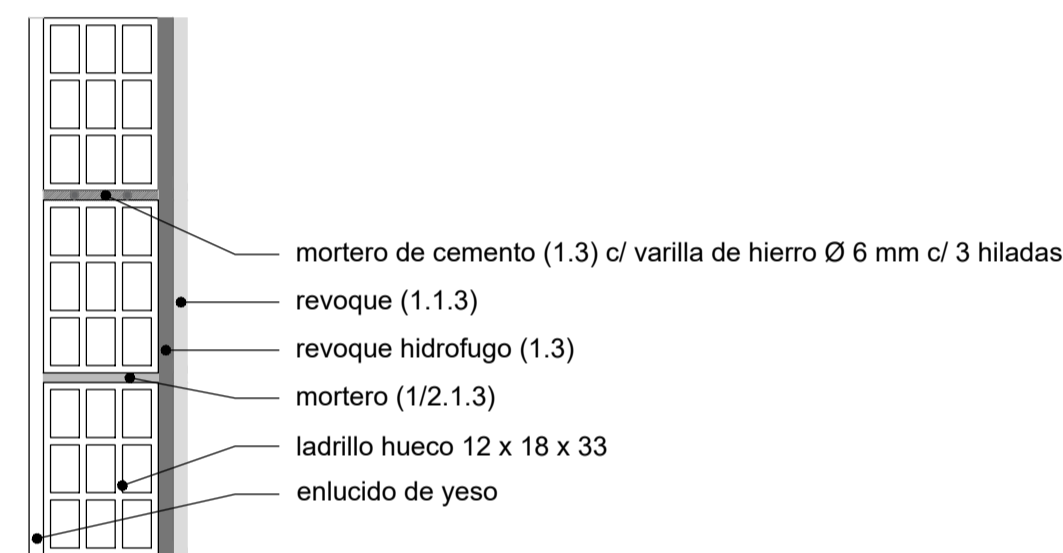 mortero de cemento (1.3) c/ varilla de hierro Ø 6 mm c/ 3 hiladas
revoque (1.1.3)
revoque hidrofugo (1.3)
mortero (1/2.1.3)
ladrillo hueco 12 x 18 x 33
enlucido de yeso